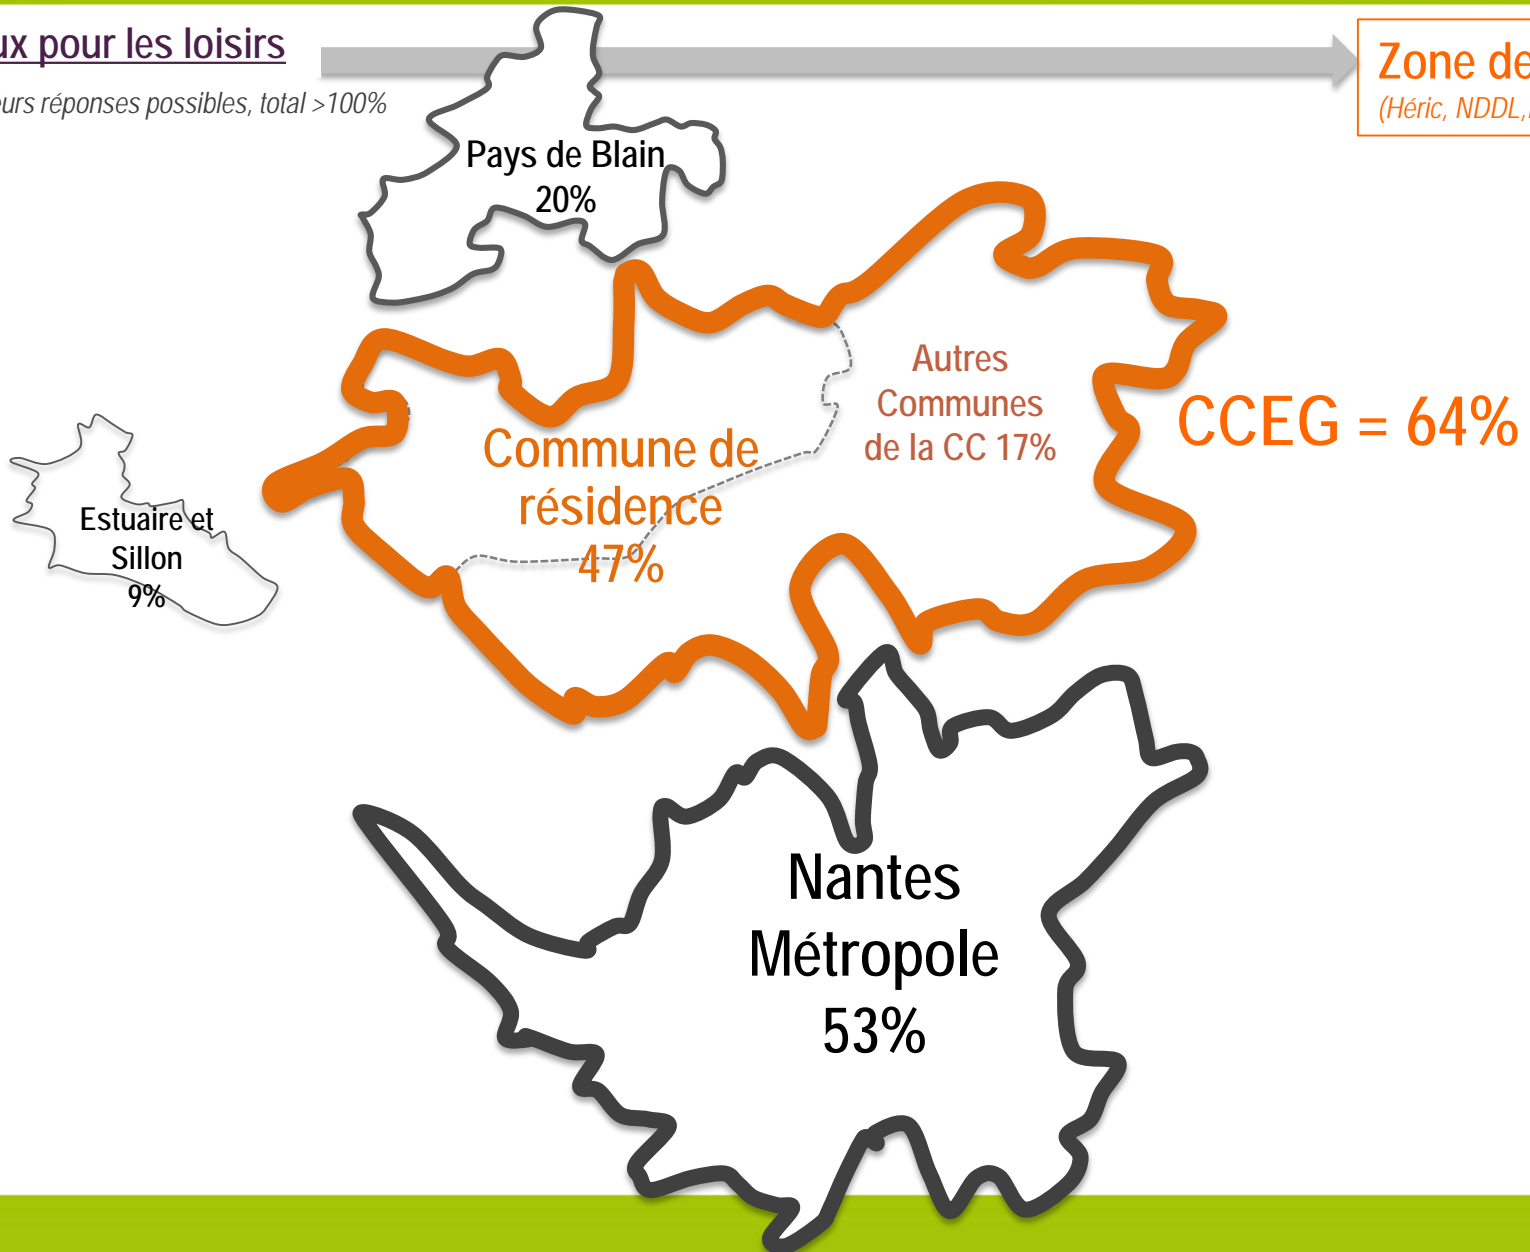 ux pour les loisirs
eurs réponses possibles, total >100%
Zone de
(Héric, NDDL,
Pays de Blain
20%
Autres
Communes
de la CC 17%
CCEG = 64%
Commune de
résidence
47%
Estuaire et
Sillon
9%
Nantes
Métropole
53%